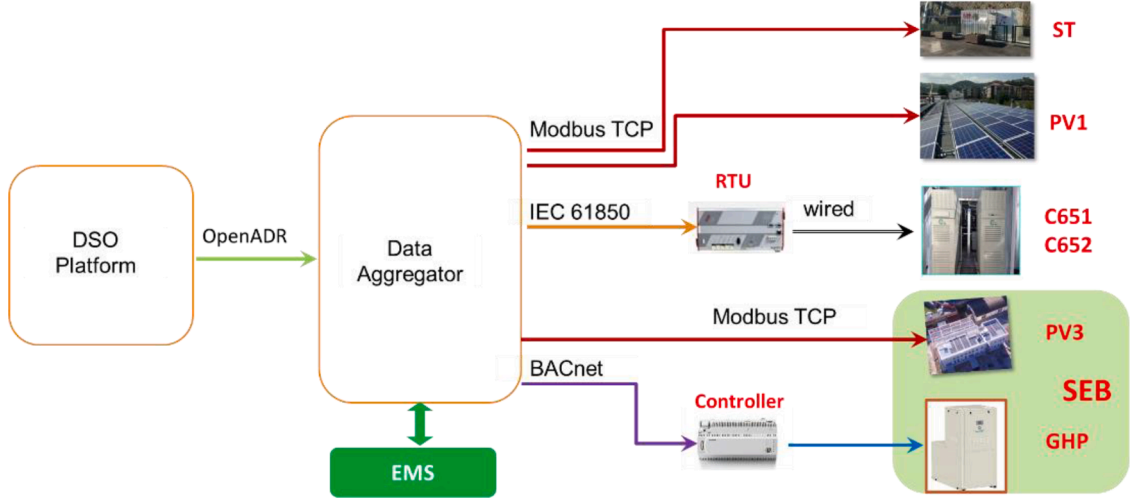 ST
Modbus TCP
PV1
RTU
IEC 61850
wired
C651
C652
DSO
Platform
OpenADR
Data
Aggregator
Modbus TCP
PV3
BACnet
SEB
Controller
GHP
EMS